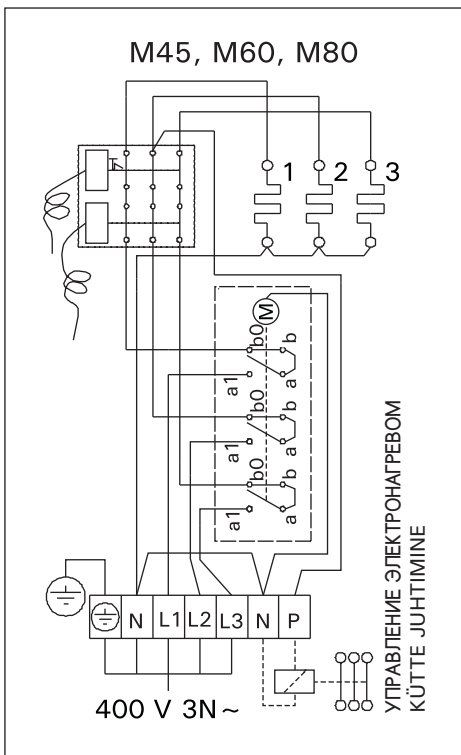 M45, M60, M80
1 2 3
M
b0 b
a1 a
b0 b
a1 a
b0 b
a1 a
N L1 L2 L3 N P
400 V 3N ~
УПРАВЛЕНИЕ ЭЛЕКТРОНАГРЕВОМ
KÜTTE JUHTIMINE